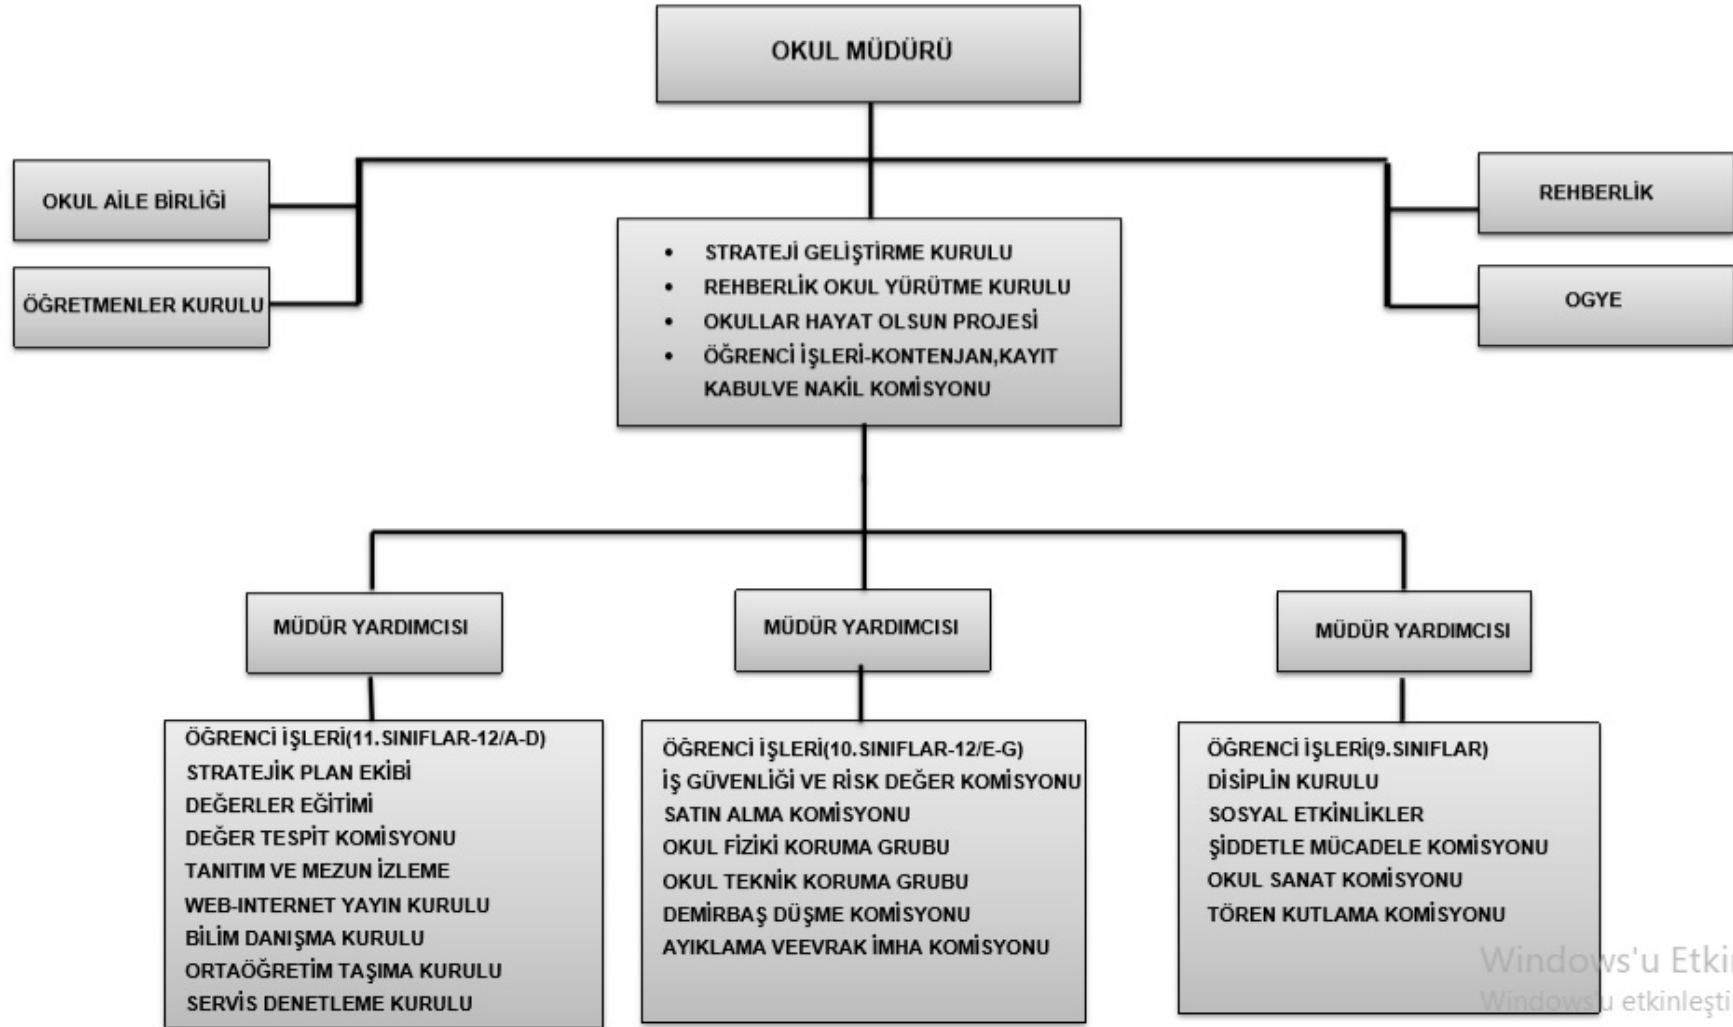 OKUL MÜDÜRÜ
OKUL AİLE BİRLİĞİ
ÖĞRETMENLER KURULU
REHBERLİK
OGYE
• STRATEJİ GELİŞTİRME KURULU
• REHBERLİK OKUL YÜRÜTME KURULU
• OKULLAR HAYAT OLSUN PROJESİ
• ÖĞRENCİ İŞLERİ-KONTENJAN,KAYIT
KABULVE NAKİL KOMİSYONU
MÜDÜR YARDIMCISI
ÖĞRENCİ İŞLERİ(11.SINIFLAR-12/A-D)
STRATEJİK PLAN EKİBİ
DEĞERLER EĞİTİMİ
DEĞER TESPİT KOMİSYONU
TANITIM VE MEZUN İZLEME
WEB-INTERNET YAYIN KURULU
BİLİM DANIŞMA KURULU
ORTAÖĞRETİM TAŞIMA KURULU
SERVİS DENETLEME KURULU
MÜDÜR YARDIMCISI
ÖĞRENCİ İŞLERİ(10.SINIFLAR-12/E-G)
İŞ GÜVENLİĞİ VE RİSK DEĞER KOMİSYONU
SATIN ALMA KOMİSYONU
OKUL FİZİKİ KORUMA GRUBU
OKUL TEKNİK KORUMA GRUBU
DEMİRBAŞ DÜŞME KOMİSYONU
AYIKLAMA VEEVRAK İMHA KOMİSYONU
MÜDÜR YARDIMCISI
ÖĞRENCİ İŞLERİ(9.SINIFLAR)
DİSİPLİN KURULU
SOSYAL ETKİNLİKLER
ŞİDDETLE MÜCADELE KOMİSYONU
OKUL SANAT KOMİSYONU
TÖREN KUTLAMA KOMİSYONU
Windows'u Etki
Windows'u etkinleşti